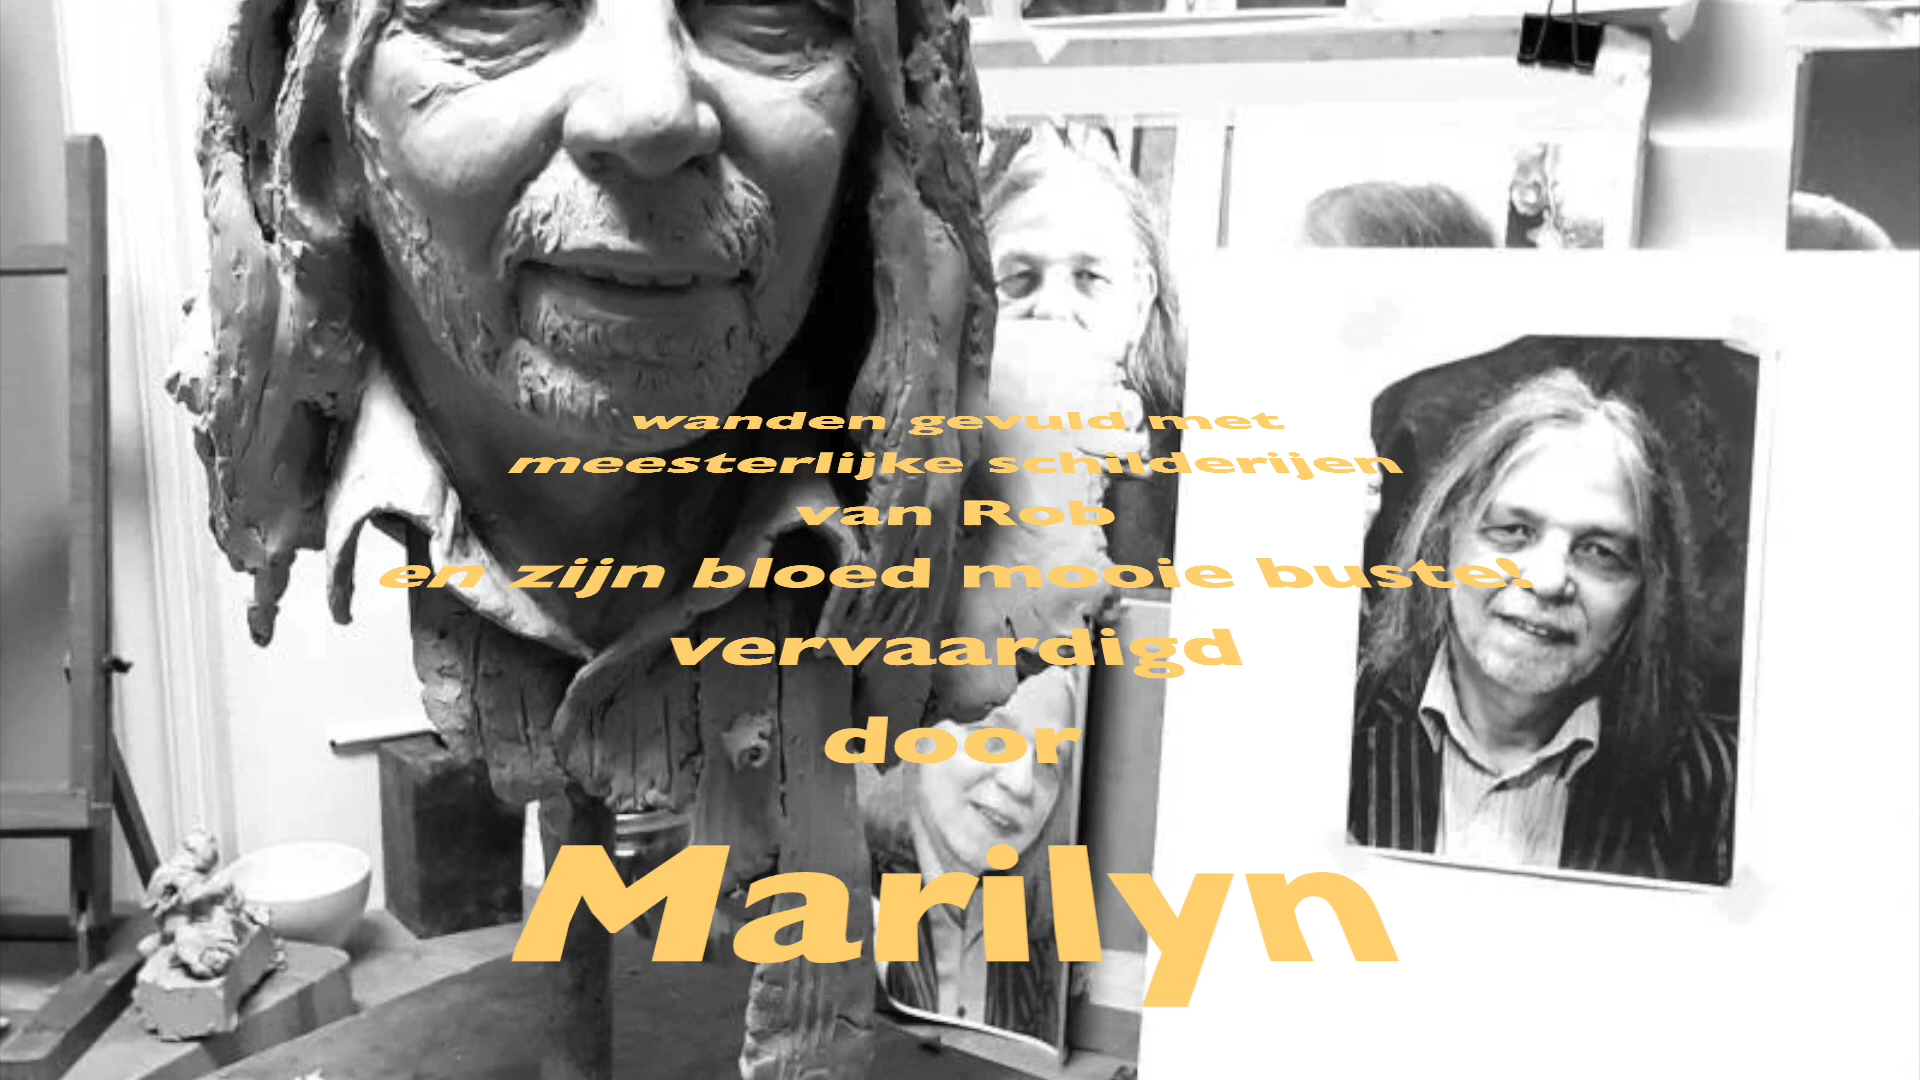 wanden gevuld met
meesterlijke schilderijen
van Rob
en zijn bloed mooie buste!
vervaardigd
door
Marilyn